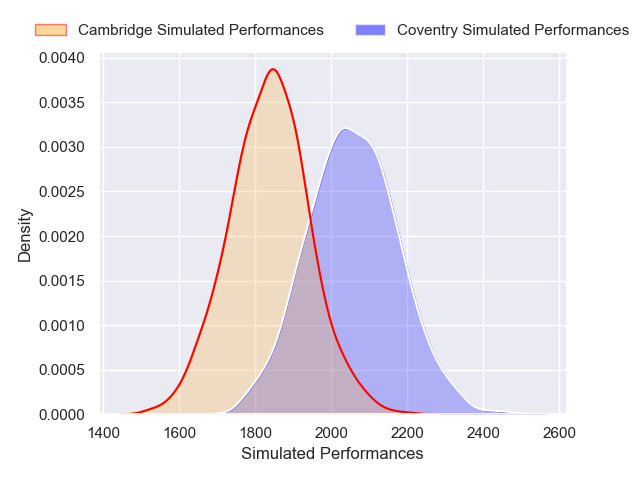 Cambridge Simulated Performances Coventry Simulated Performances
0.0040
0.0035
0.0030
0.0025
0.0020
0.0015
0.0010
0.0005
0.0000
Density
1400 1600 1800 2000 2200 2400 2600
Simulated Performances